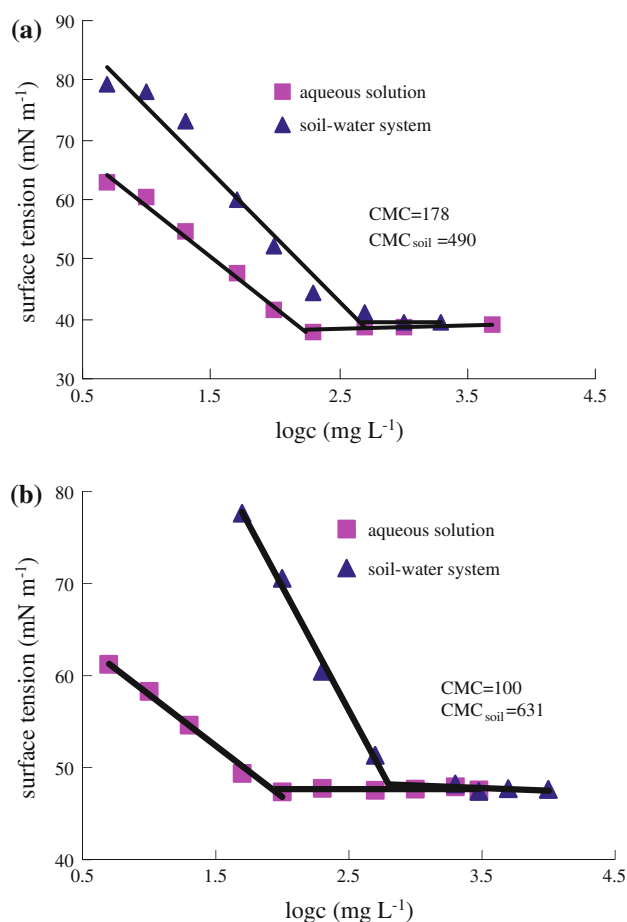 (a)
90
80
70
60
50
40
30
surface tension (mN m⁻¹)
aqueous solution
soil-water system
CMC=178
CMCsoil =490
0.5 1.5 2.5 3.5 4.5
logc (mg L⁻¹)
(b)
80
70
60
50
40
surface tension (mN m⁻¹)
aqueous solution
soil-water system
CMC=100
CMCsoil=631
0.5 1.5 2.5 3.5 4.5
logc (mg L⁻¹)